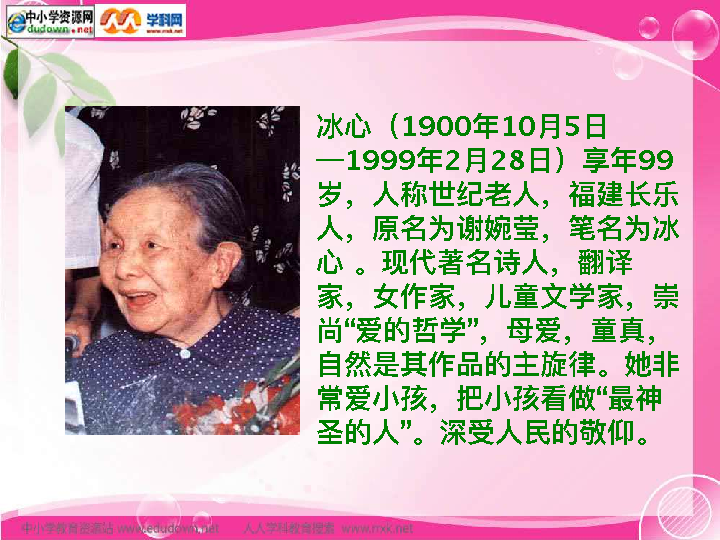 中小学资源网
edudown.net
学科网
www.nxk.net
冰心（1900年10月5日
—1999年2月28日）享年99
岁，人称世纪老人，福建长乐
人，原名为谢婉莹，笔名为冰
心 。现代著名诗人，翻译
家，女作家，儿童文学家，崇
尚“爱的哲学”，母爱，童真，
自然是其作品的主旋律。她非
常爱小孩，把小孩看做“最神
圣的人”。深受人民的敬仰。
中小学教育资源站 www.edudown.net 人人学科教育搜索 www.nxk.net